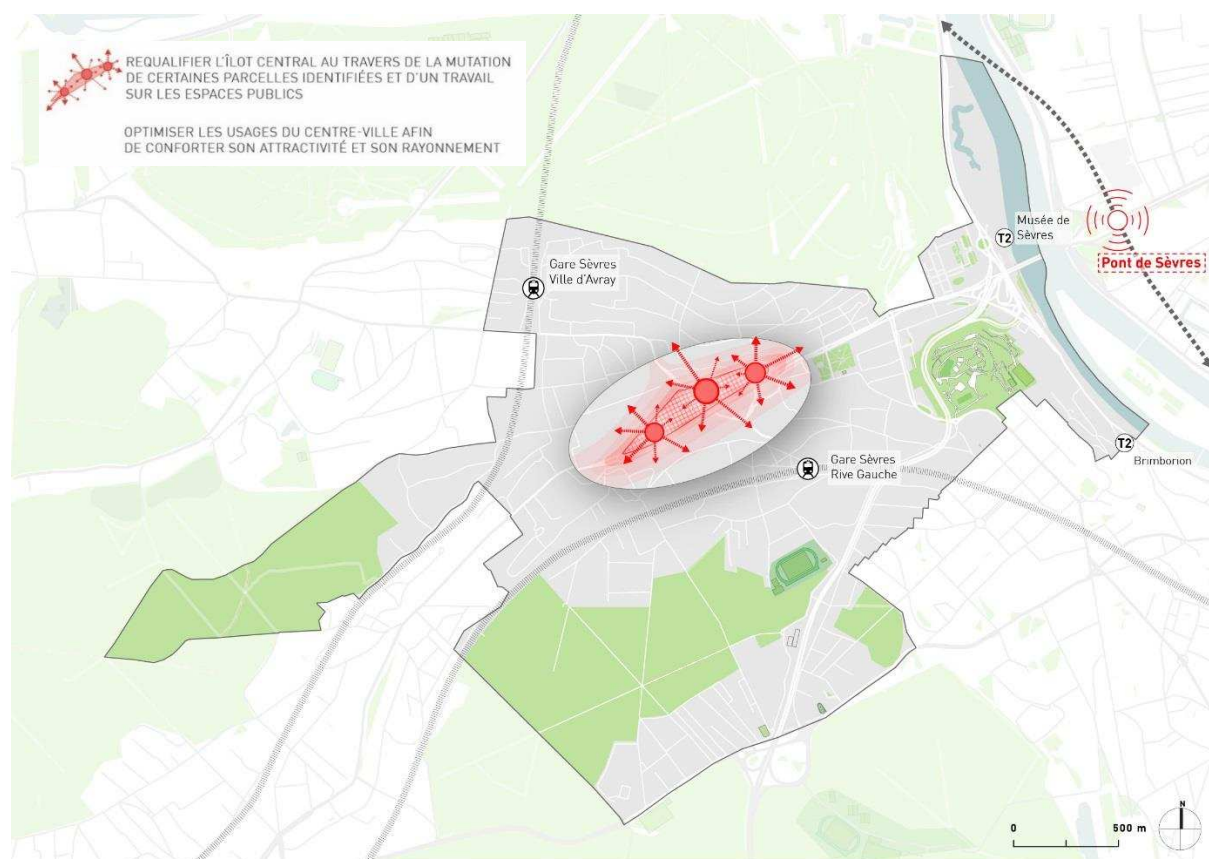 REQUALIFIER L'ÎLOT CENTRAL AU TRAVERS DE LA MUTATION
DE CERTAINES PARCELLES IDENTIFIÉES ET D'UN TRAVAIL
SUR LES ESPACES PUBLICS
OPTIMISER LES USAGES DU CENTRE-VILLE AFIN
DE CONFORTER SON ATTRACTIVITÉ ET SON RAYONNEMENT
Musée de
Sèvres
T2
Pont de Sèvres
Gare Sèvres
Ville d'Avray
Gare Sèvres
Rive Gauche
T2
Brimborion
N
0 500 m